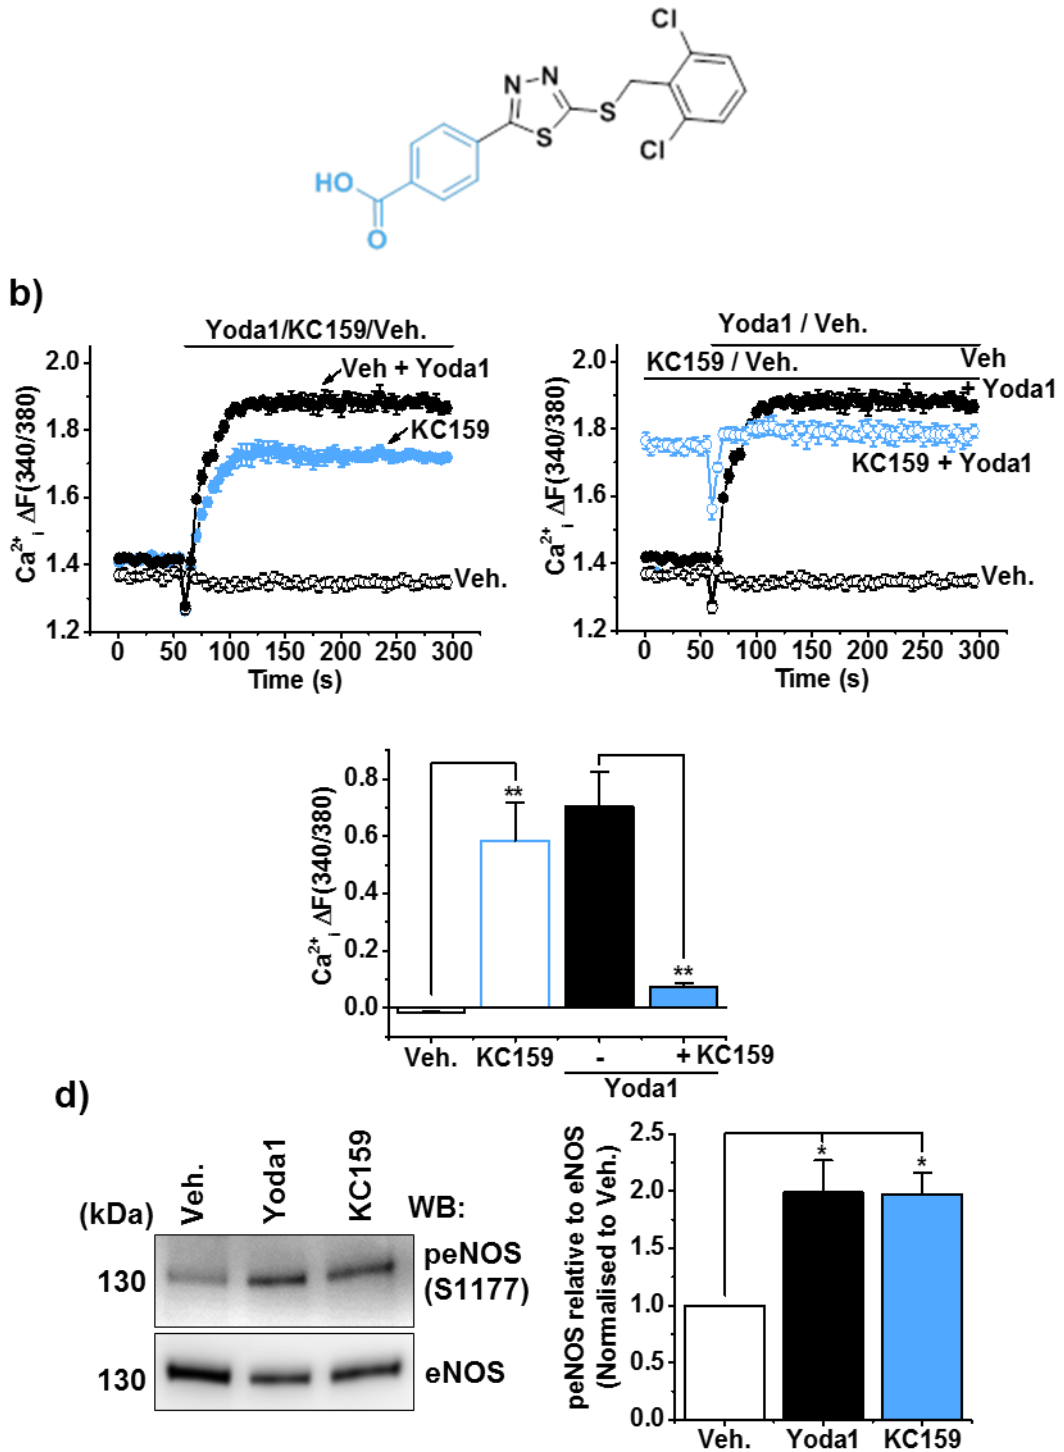 Cl
N N
S
S
Cl
HO
O
b)
Yoda1/KC159/Veh.
Veh + Yoda1
KC159
Veh.
Ca²⁺ᵢ ΔF(340/380)
2.0
1.8
1.6
1.4
1.2
0 50 100 150 200 250 300
Time (s)
Yoda1 / Veh.
KC159 / Veh.
Veh
+ Yoda1
KC159 + Yoda1
Veh.
Ca²⁺ᵢ ΔF(340/380)
2.0
1.8
1.6
1.4
1.2
0 50 100 150 200 250 300
Time (s)
Ca²⁺ᵢ ΔF(340/380)
0.8
0.6
0.4
0.2
0.0
**
**
Veh. KC159 - + KC159
Yoda1
d)
(kDa) Veh. Yoda1 KC159 WB:
130 peNOS
(S1177)
130 eNOS
peNOS relative to eNOS
(Normalised to Veh.)
2.5
2.0
1.5
1.0
0.5
0.0
* *
Veh. Yoda1 KC159